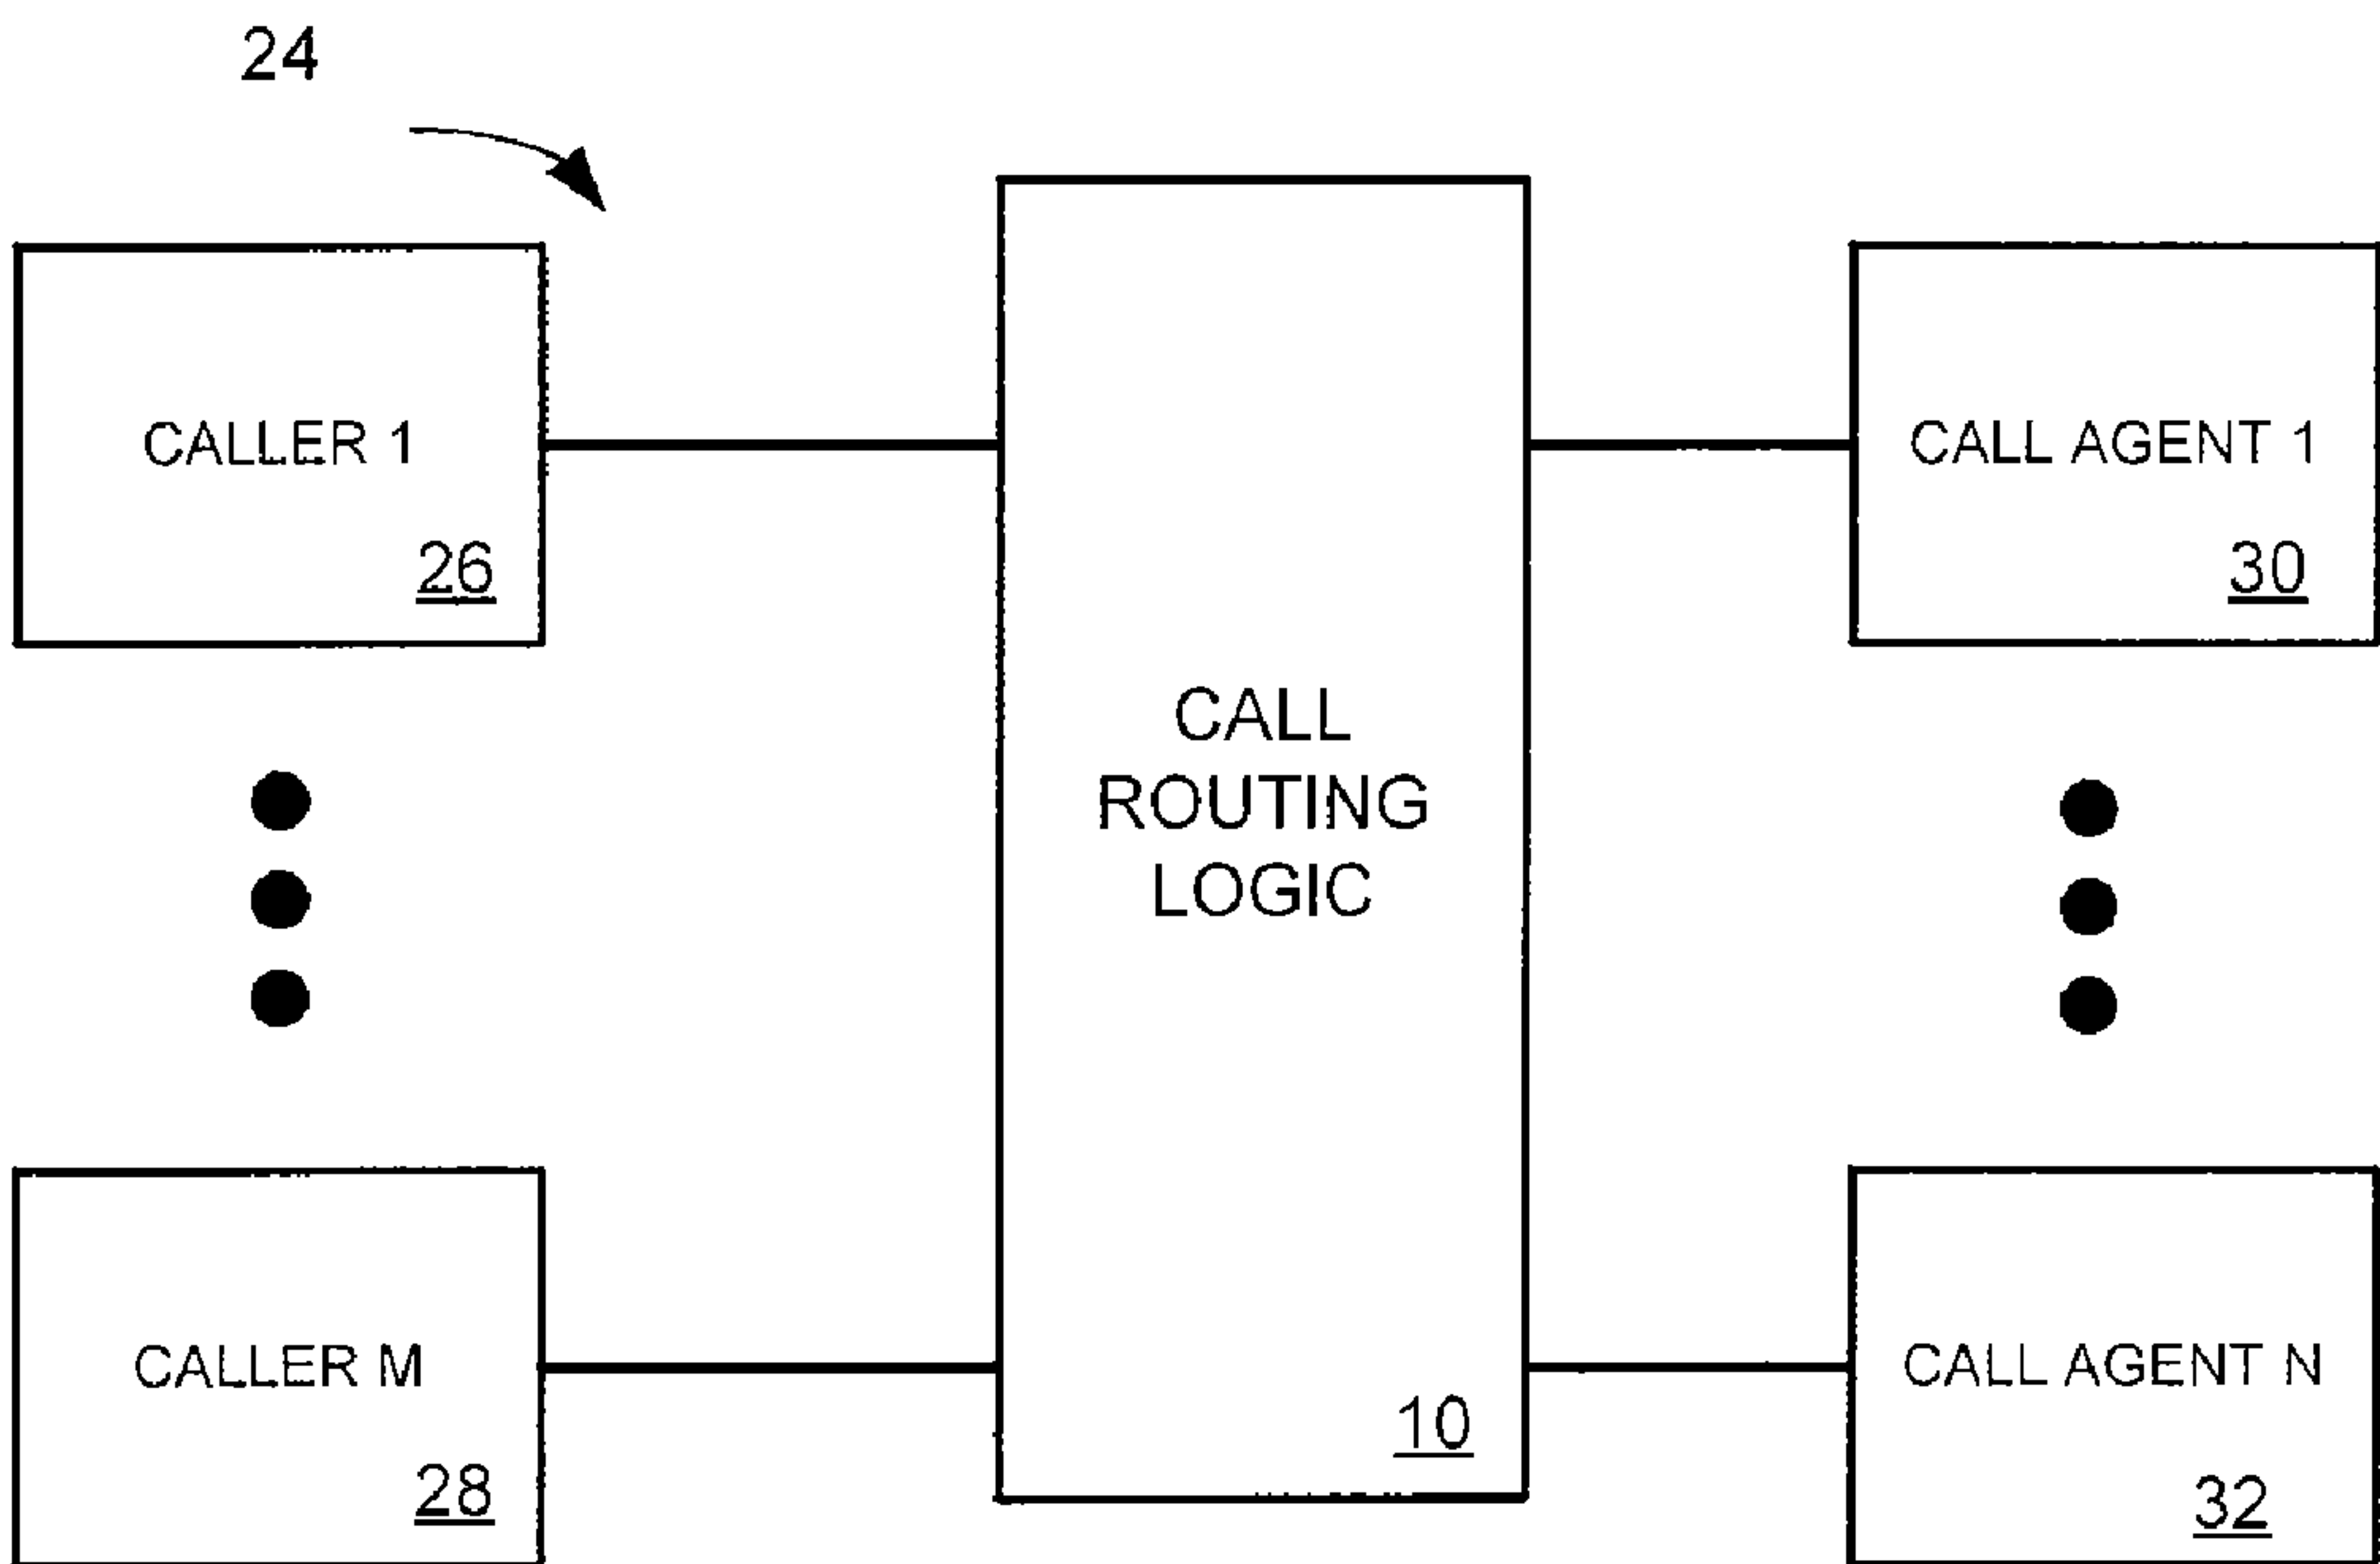 24
CALLER 1
26
CALL
ROUTING
LOGIC
10
CALL AGENT 1
30
CALLER M
28
CALL AGENT N
32